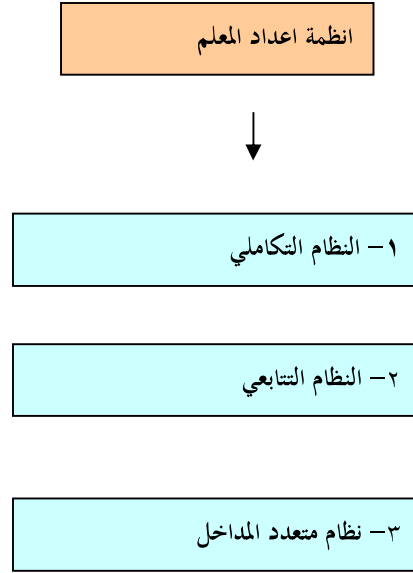 انظمة اعداد المعلم
١– النظام التكاملي
٢– النظام التتابعي
٣– نظام متعدد المداخل